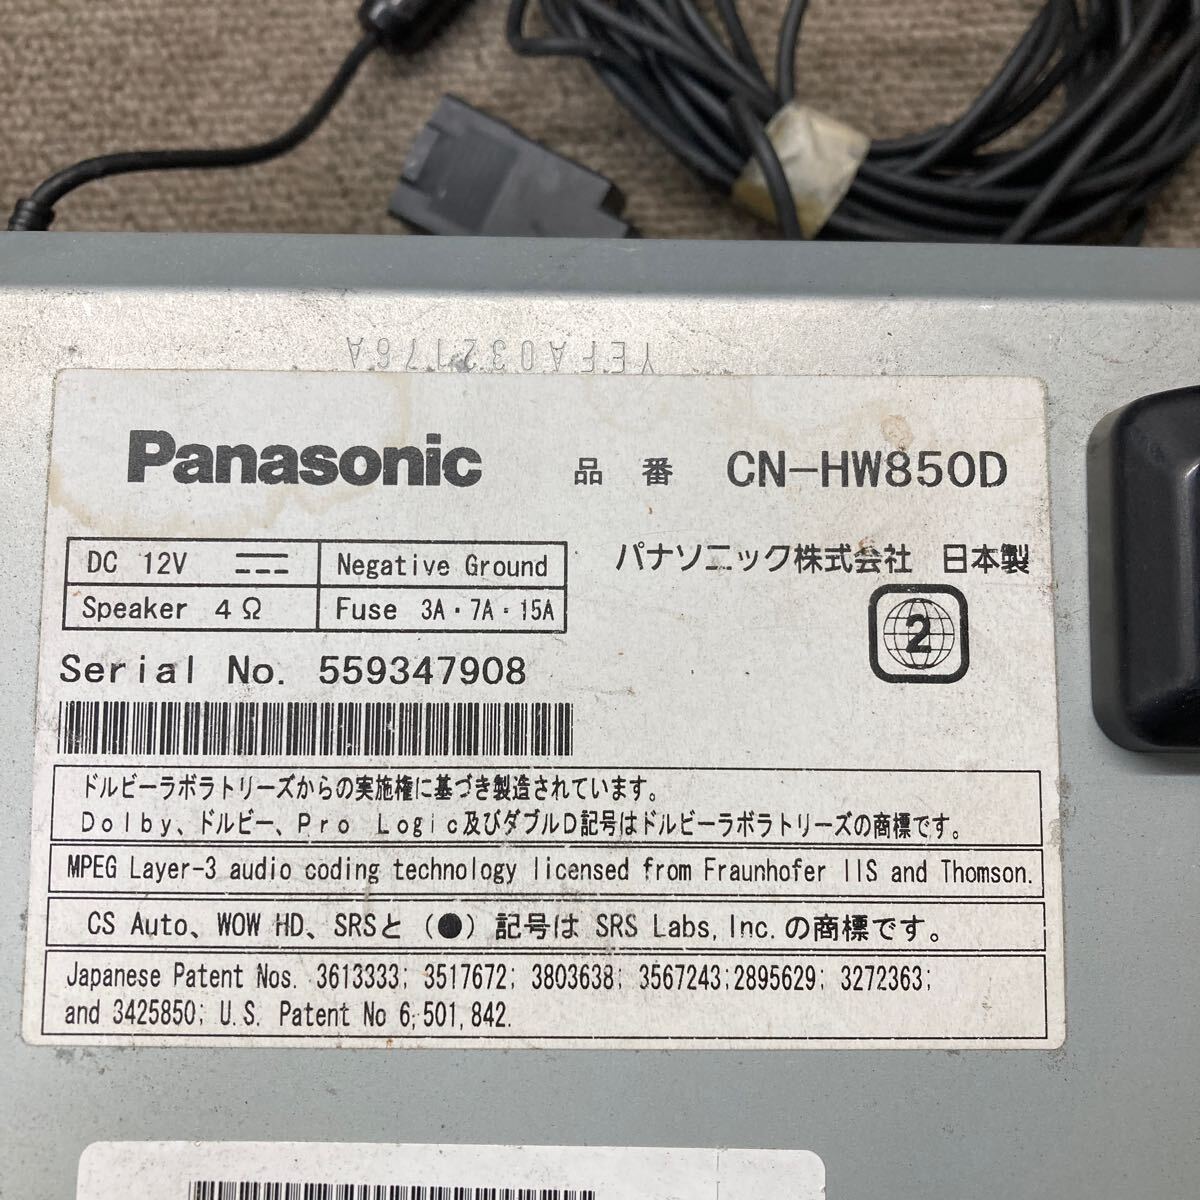 YEFA032176A
Panasonic 品番 CN-HW850D
DC 12V Negative Ground
Speaker 4Ω Fuse 3A・7A・15A
パナソニック株式会社 日本製
2
Serial No. 559347908
ドルビーラボラトリーズからの実施権に基づき製造されています。
Dolby、ドルビー、Pro Logic及びダブルD記号はドルビーラボラトリーズの商標です。
MPEG Layer-3 audio coding technology licensed from Fraunhofer IIS and Thomson.
CS Auto、WOW HD、SRSと（●）記号は SRS Labs,Inc.の商標です。
Japanese Patent Nos. 3613333; 3517672; 3803638; 3567243;2895629; 3272363;
and 3425850; U.S. Patent No 6,501,842.